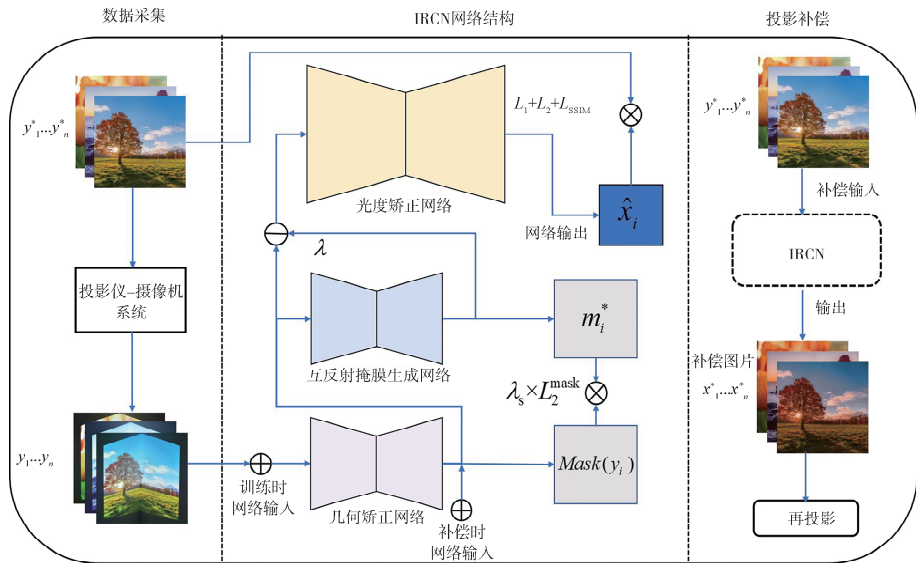 数据采集
IRCN网络结构
投影补偿
y*₁...y*ₙ
投影仪–摄像机
系统
y₁...yₙ
训练时
网络输入
光度矫正网络
L₁+L₂+L_SSIM
网络输出
x̂ᵢ
λ
互反射掩膜生成网络
mᵢ*
λₛ×L₂^mask
Mask(yᵢ)
几何矫正网络
补偿时
网络输入
y*₁...y*ₙ
补偿输入
IRCN
输出
补偿图片
x*₁...x*ₙ
再投影